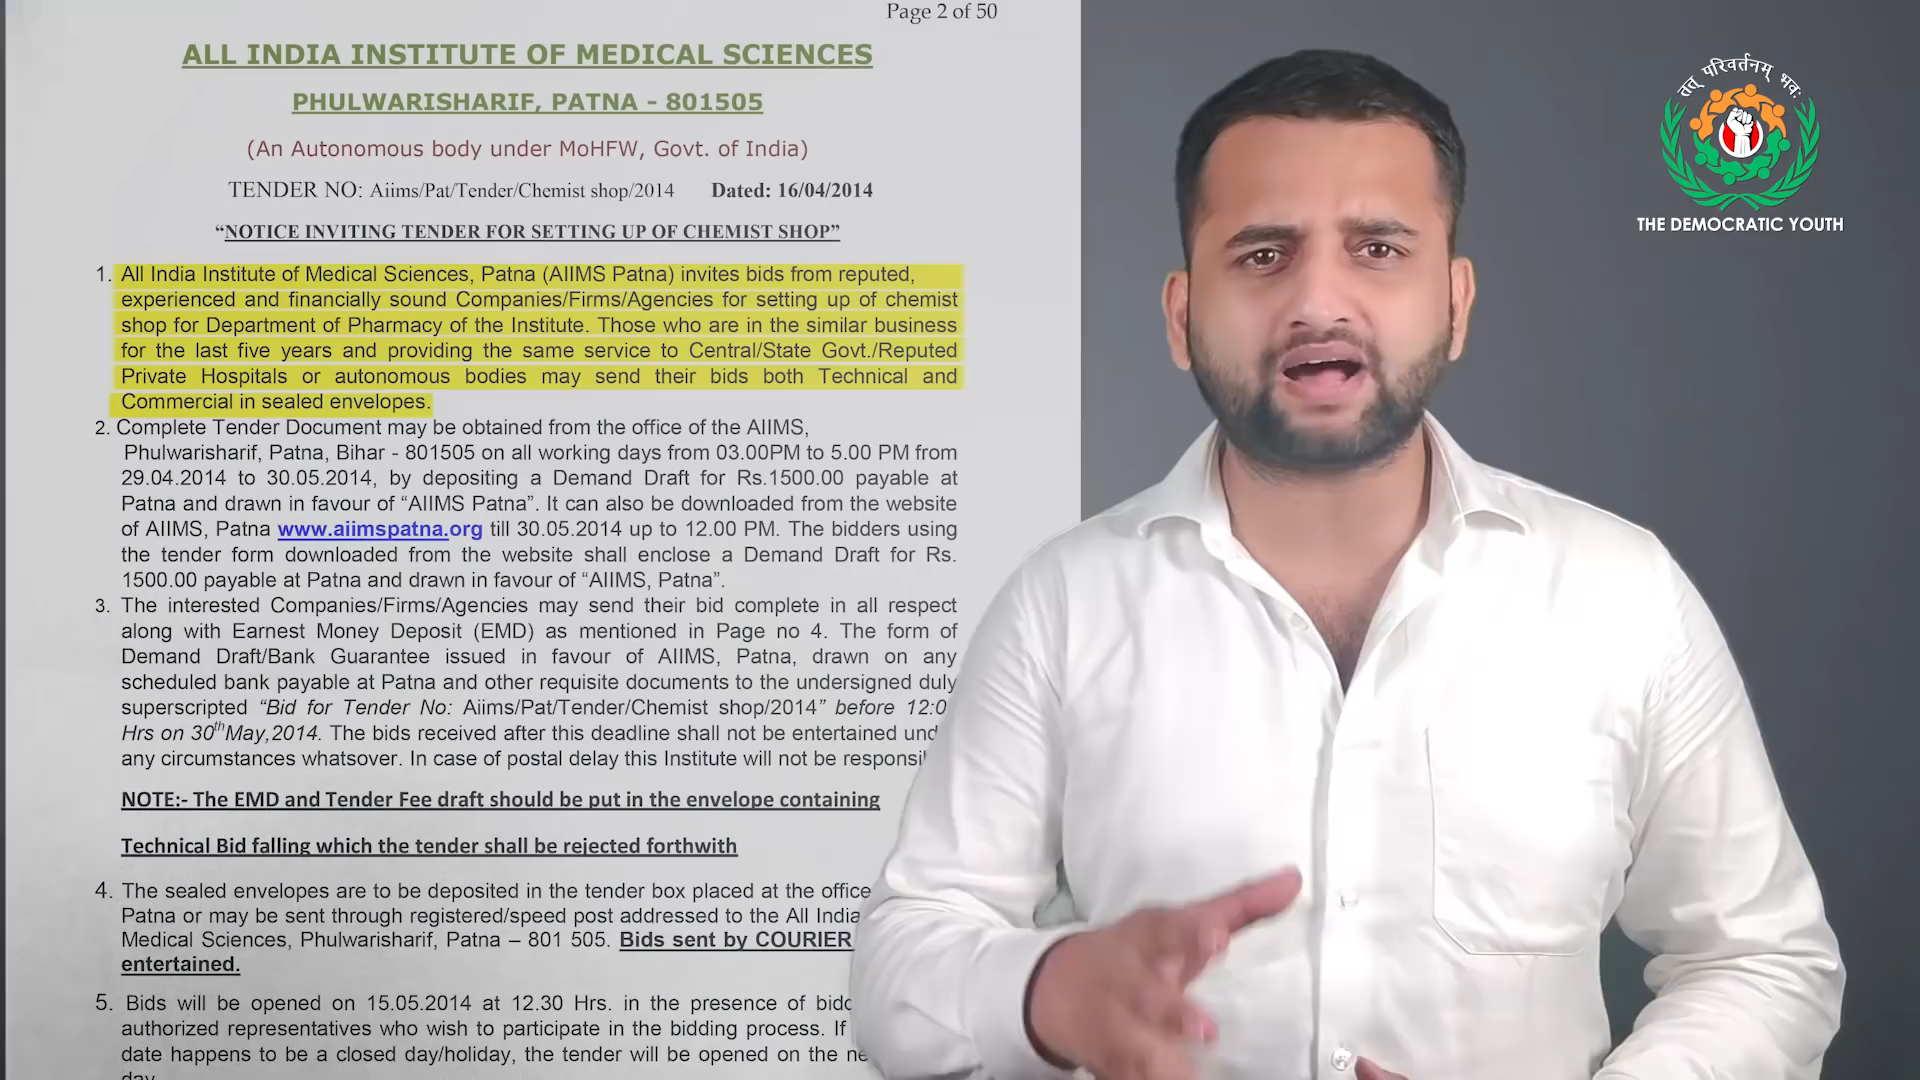 Page 2 of 50
ALL INDIA INSTITUTE OF MEDICAL SCIENCES
PHULWARISHARIF, PATNA - 801505
(An Autonomous body under MoHFW, Govt. of India)
TENDER NO: Aiims/Pat/Tender/Chemist shop/2014 Dated: 16/04/2014
“NOTICE INVITING TENDER FOR SETTING UP OF CHEMIST SHOP”
1. All India Institute of Medical Sciences, Patna (AIIMS Patna) invites bids from reputed,
experienced and financially sound Companies/Firms/Agencies for setting up of chemist
shop for Department of Pharmacy of the Institute. Those who are in the similar business
for the last five years and providing the same service to Central/State Govt./Reputed
Private Hospitals or autonomous bodies may send their bids both Technical and
Commercial in sealed envelopes.
2. Complete Tender Document may be obtained from the office of the AIIMS,
Phulwarisharif, Patna, Bihar - 801505 on all working days from 03.00PM to 5.00 PM from
29.04.2014 to 30.05.2014, by depositing a Demand Draft for Rs.1500.00 payable at
Patna and drawn in favour of “AIIMS Patna”. It can also be downloaded from the website
of AIIMS, Patna www.aiimspatna.org till 30.05.2014 up to 12.00 PM. The bidders using
the tender form downloaded from the website shall enclose a Demand Draft for Rs.
1500.00 payable at Patna and drawn in favour of “AIIMS, Patna”.
3. The interested Companies/Firms/Agencies may send their bid complete in all respect
along with Earnest Money Deposit (EMD) as mentioned in Page no 4. The form of
Demand Draft/Bank Guarantee issued in favour of AIIMS, Patna, drawn on any
scheduled bank payable at Patna and other requisite documents to the undersigned duly
superscripted “Bid for Tender No: Aiims/Pat/Tender/Chemist shop/2014” before 12:0
Hrs on 30thMay,2014. The bids received after this deadline shall not be entertained
any circumstances whatsover. In case of postal delay this Institute will not be
NOTE:- The EMD and Tender Fee draft should be put in the envelope containing
Technical Bid falling which the tender shall be rejected forthwith
4. The sealed envelopes are to be deposited in the tender box placed at the office
Patna or may be sent through registered/speed post addressed to the All India
Medical Sciences, Phulwarisharif, Patna – 801 505. Bids sent by COURIER
entertained.
5. Bids will be opened on 15.05.2014 at 12.30 Hrs. in the presence of
authorized representatives who wish to participate in the bidding process. If
date happens to be a closed day/holiday, the tender will be opened on the
तत् परिवर्तनम् भवः
THE DEMOCRATIC YOUTH